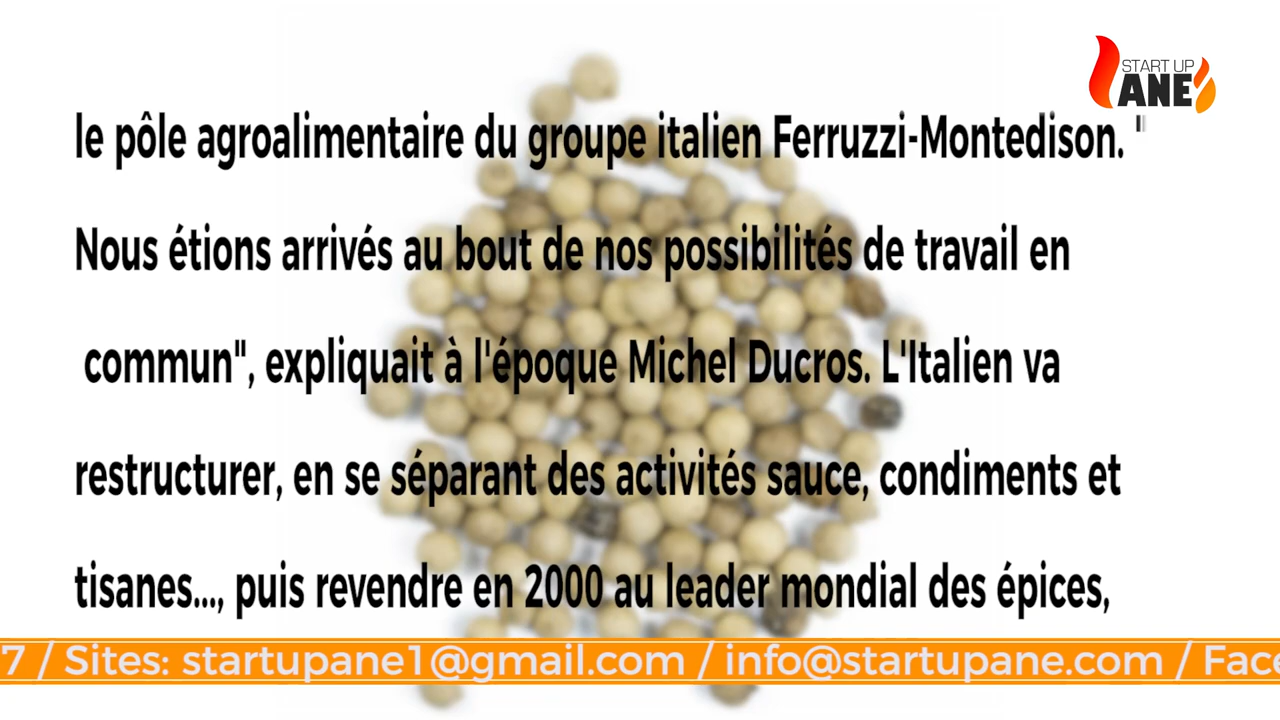 START UP
ANE
le pôle agroalimentaire du groupe italien Ferruzzi-Montedison. "
Nous étions arrivés au bout de nos possibilités de travail en
commun", expliquait à l'époque Michel Ducros. L'Italien va
restructurer, en se séparant des activités sauce, condiments et
tisanes..., puis revendre en 2000 au leader mondial des épices,
7 / Sites: startupane1@gmail.com / info@startupane.com / Face